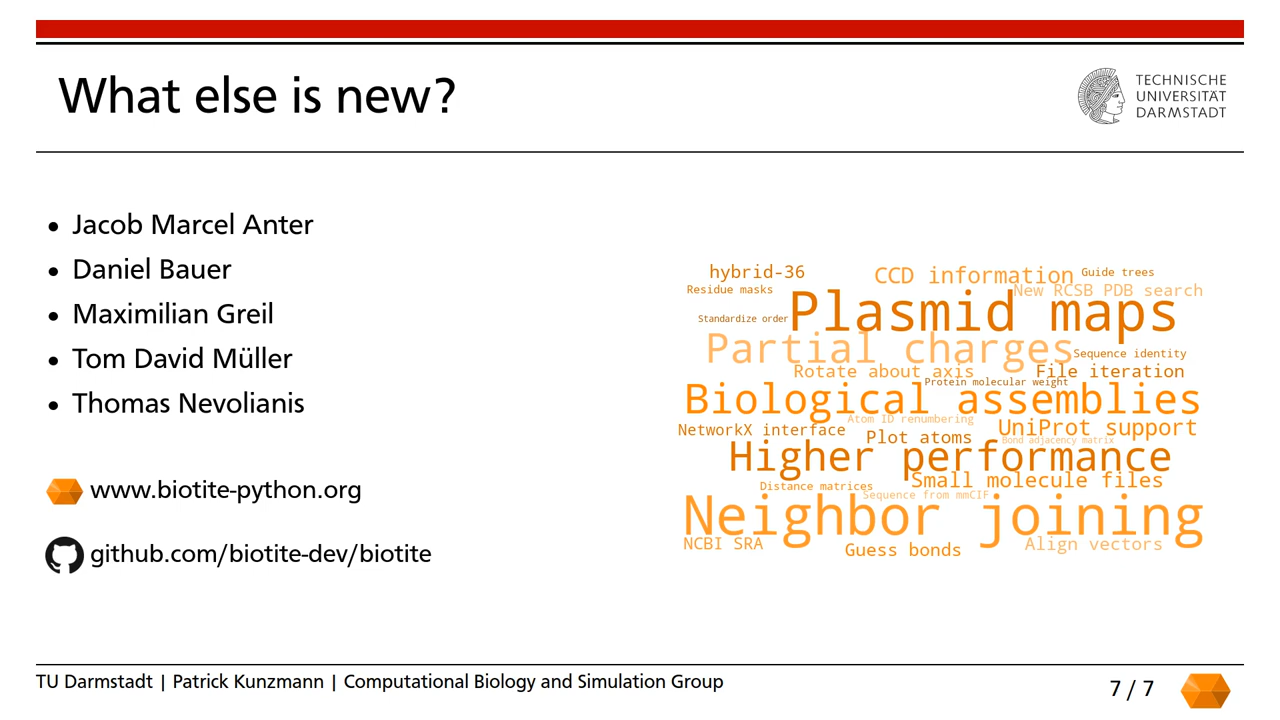 What else is new?
TECHNISCHE
UNIVERSITÄT
DARMSTADT
• Jacob Marcel Anter
• Daniel Bauer
• Maximilian Greil
• Tom David Müller
• Thomas Nevolianis
www.biotite-python.org
github.com/biotite-dev/biotite
hybrid-36
CCD information
Guide trees
Residue masks
New RCSB PDB search
Plasmid maps
Standardize order
Partial charges
Sequence identity
Rotate about axis
File iteration
Protein molecular weight
Biological assemblies
Atom ID renumbering
NetworkX interface
UniProt support
Plot atoms
Bond adjacency matrix
Higher performance
Small molecule files
Distance matrices
Sequence from mmCIF
Neighbor joining
NCBI SRA
Guess bonds
Align vectors
TU Darmstadt | Patrick Kunzmann | Computational Biology and Simulation Group
7 / 7